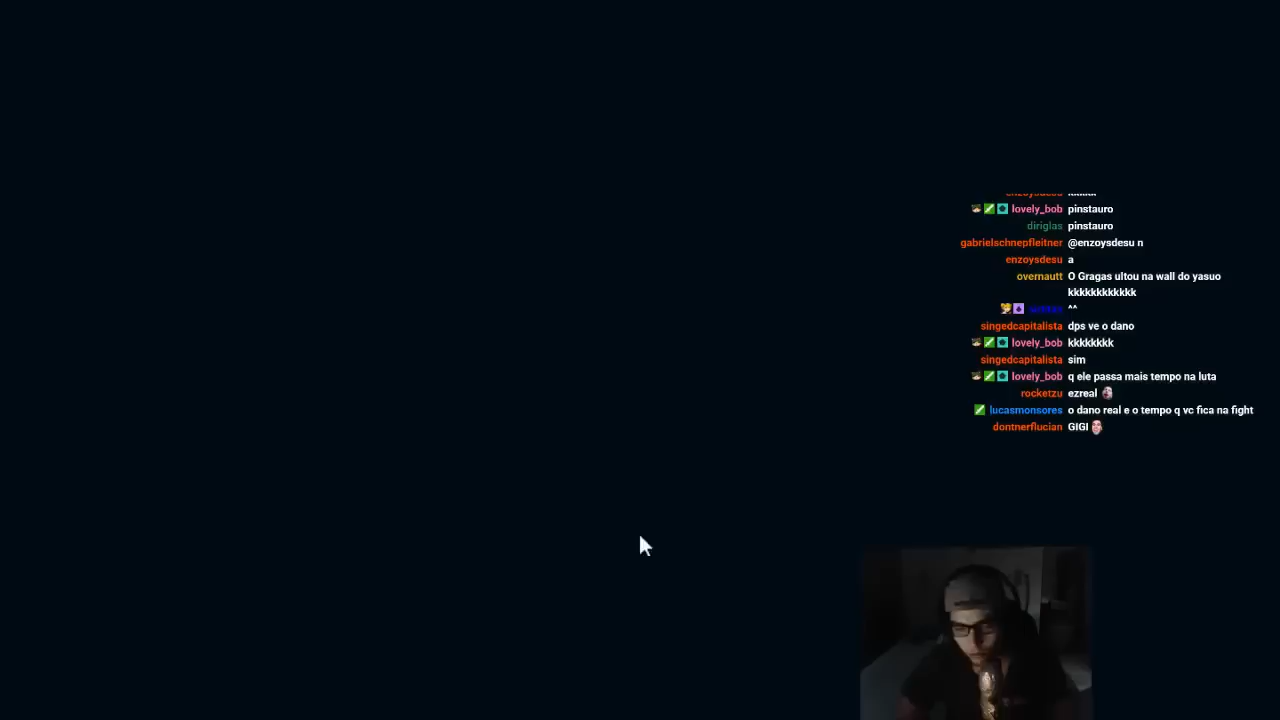 lovely_bob pinstauro
diriglas pinstauro
gabrielschnepfleitner @enzoysdesu n
enzoysdesu a
overnautt O Gragas ultou na wall do yasuo
kkkkkkkkkkkk
^^
singedcapitalista dps ve o dano
lovely_bob kkkkkkkk
singedcapitalista sim
lovely_bob q ele passa mais tempo na luta
rocketzu ezreal
lucasmonsores o dano real e o tempo q vc fica na fight
dontnerflucian GIGI